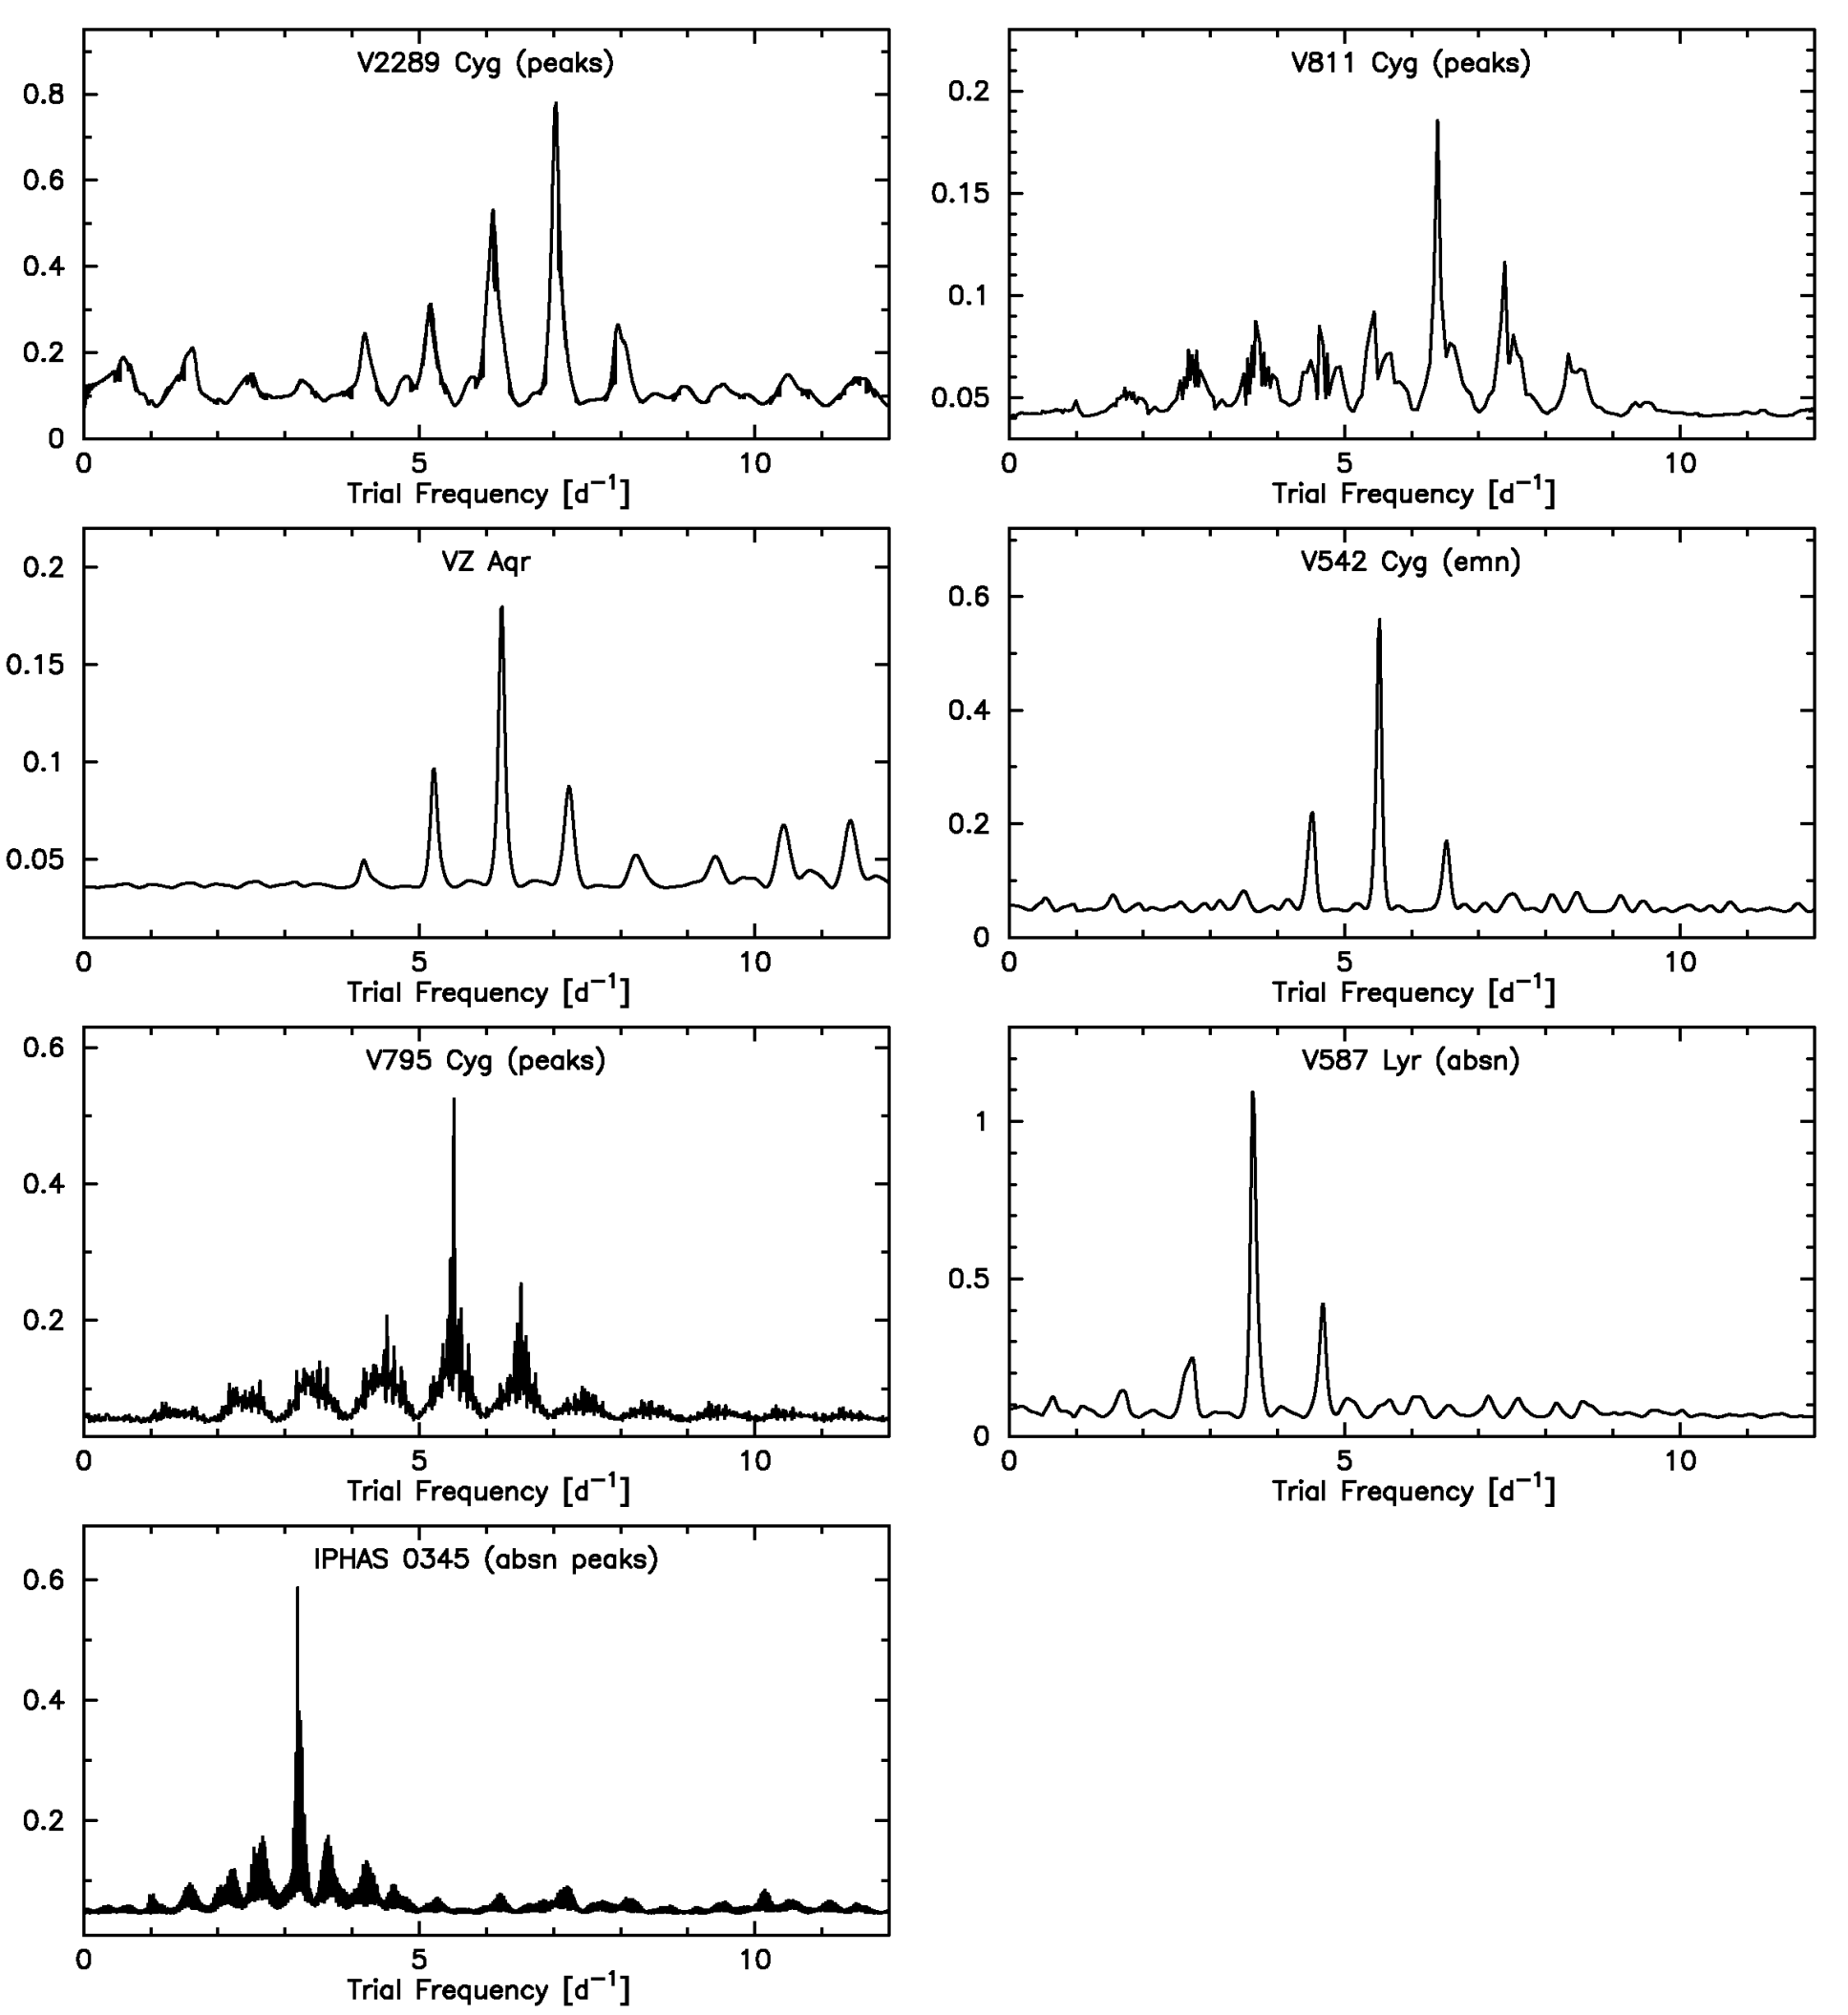 V2289 Cyg (peaks)
0.8
0.6
0.4
0.2
0
0 5 10
Trial Frequency [d⁻¹]
V811 Cyg (peaks)
0.2
0.15
0.1
0.05
0 5 10
Trial Frequency [d⁻¹]
VZ Aqr
0.2
0.15
0.1
0.05
0 5 10
Trial Frequency [d⁻¹]
V542 Cyg (emn)
0.6
0.4
0.2
0
0 5 10
Trial Frequency [d⁻¹]
V795 Cyg (peaks)
0.6
0.4
0.2
0 5 10
Trial Frequency [d⁻¹]
V587 Lyr (absn)
1
0.5
0
0 5 10
Trial Frequency [d⁻¹]
IPHAS 0345 (absn peaks)
0.6
0.4
0.2
0 5 10
Trial Frequency [d⁻¹]